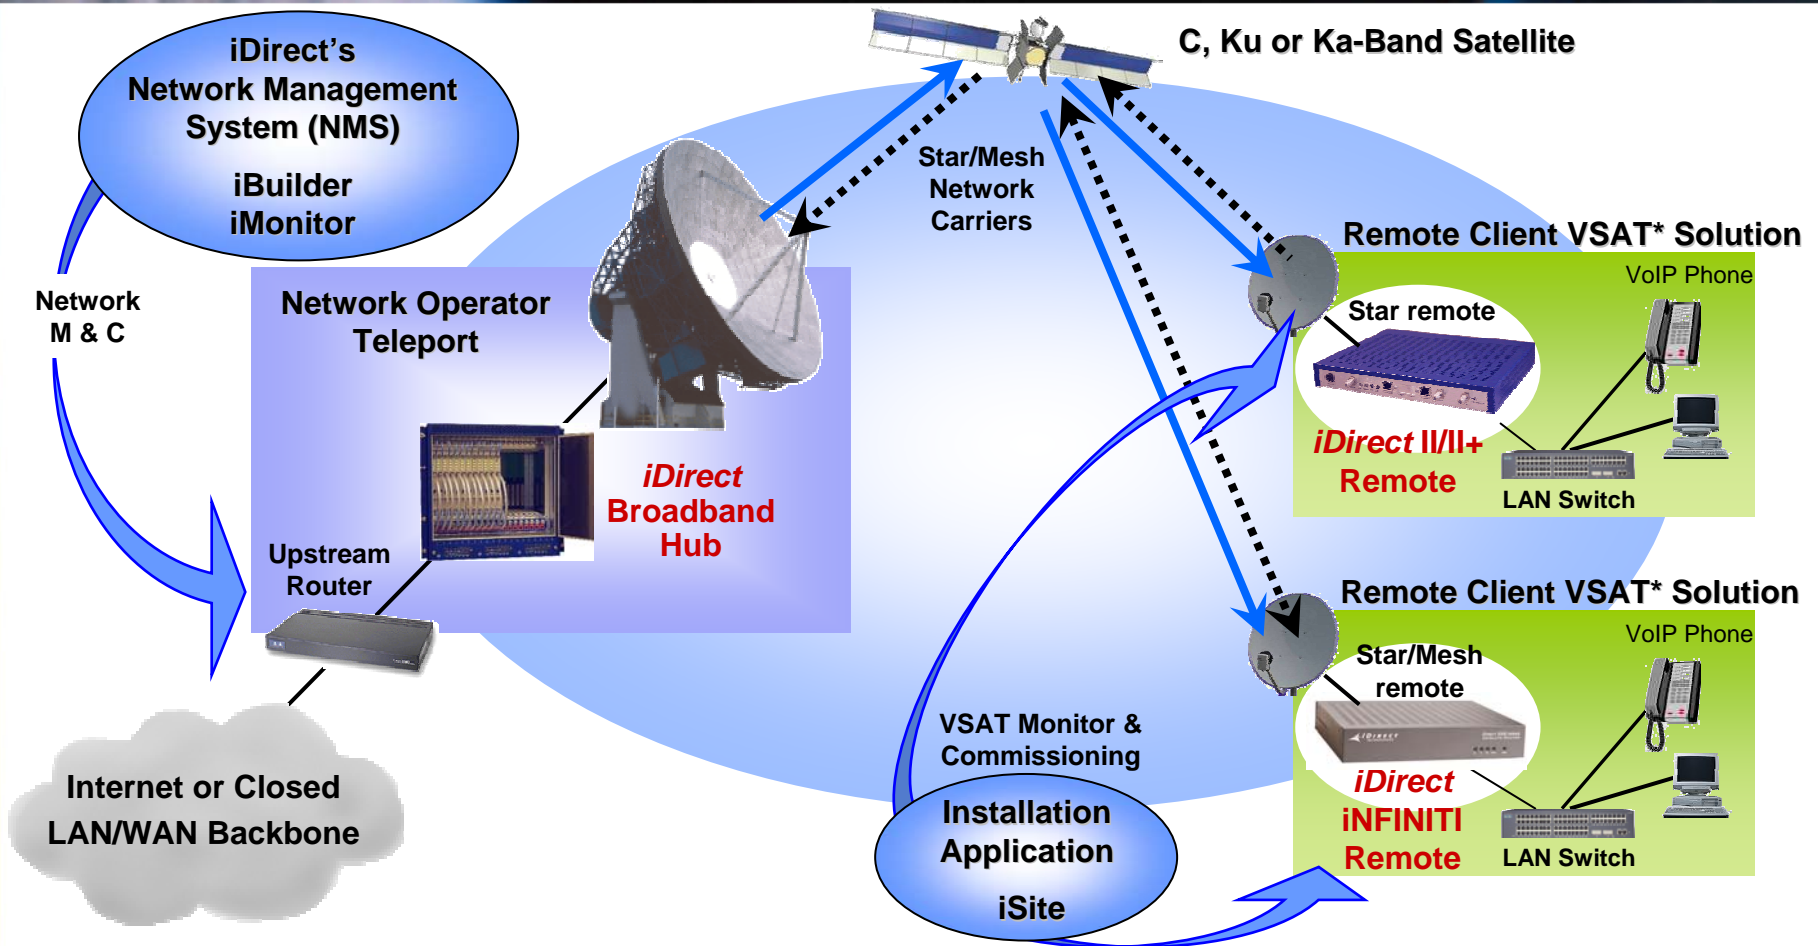 iDirect's
Network Management
System (NMS)
iBuilder
iMonitor
C, Ku or Ka-Band Satellite
Star/Mesh
Network
Carriers
Network
M & C
Network Operator
Teleport
iDirect
Broadband
Hub
Upstream
Router
Internet or Closed
LAN/WAN Backbone
Remote Client VSAT* Solution
VoIP Phone
Star remote
iDirect II/II+
Remote
LAN Switch
Remote Client VSAT* Solution
VoIP Phone
Star/Mesh
remote
iDIRECT
iDirect
iNFINITI
Remote
LAN Switch
VSAT Monitor &
Commissioning
Installation
Application
iSite